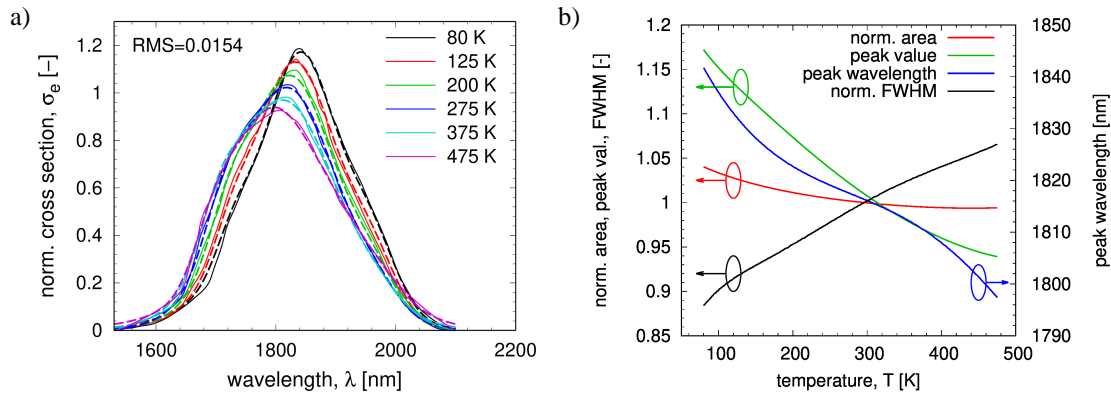 a)
norm. cross section, σe [–]
RMS=0.0154
80 K
125 K
200 K
275 K
375 K
475 K
1.2
1
0.8
0.6
0.4
0.2
0
1600
1800
2000
2200
wavelength, λ [nm]
b)
norm. area, peak val., FWHM [-]
1.2
1.15
1.1
1.05
1
0.95
0.9
0.85
norm. area
peak value
peak wavelength
norm. FWHM
100
200
300
400
500
temperature, T [K]
1850
1840
1830
1820
1810
1800
1790
peak wavelength [nm]